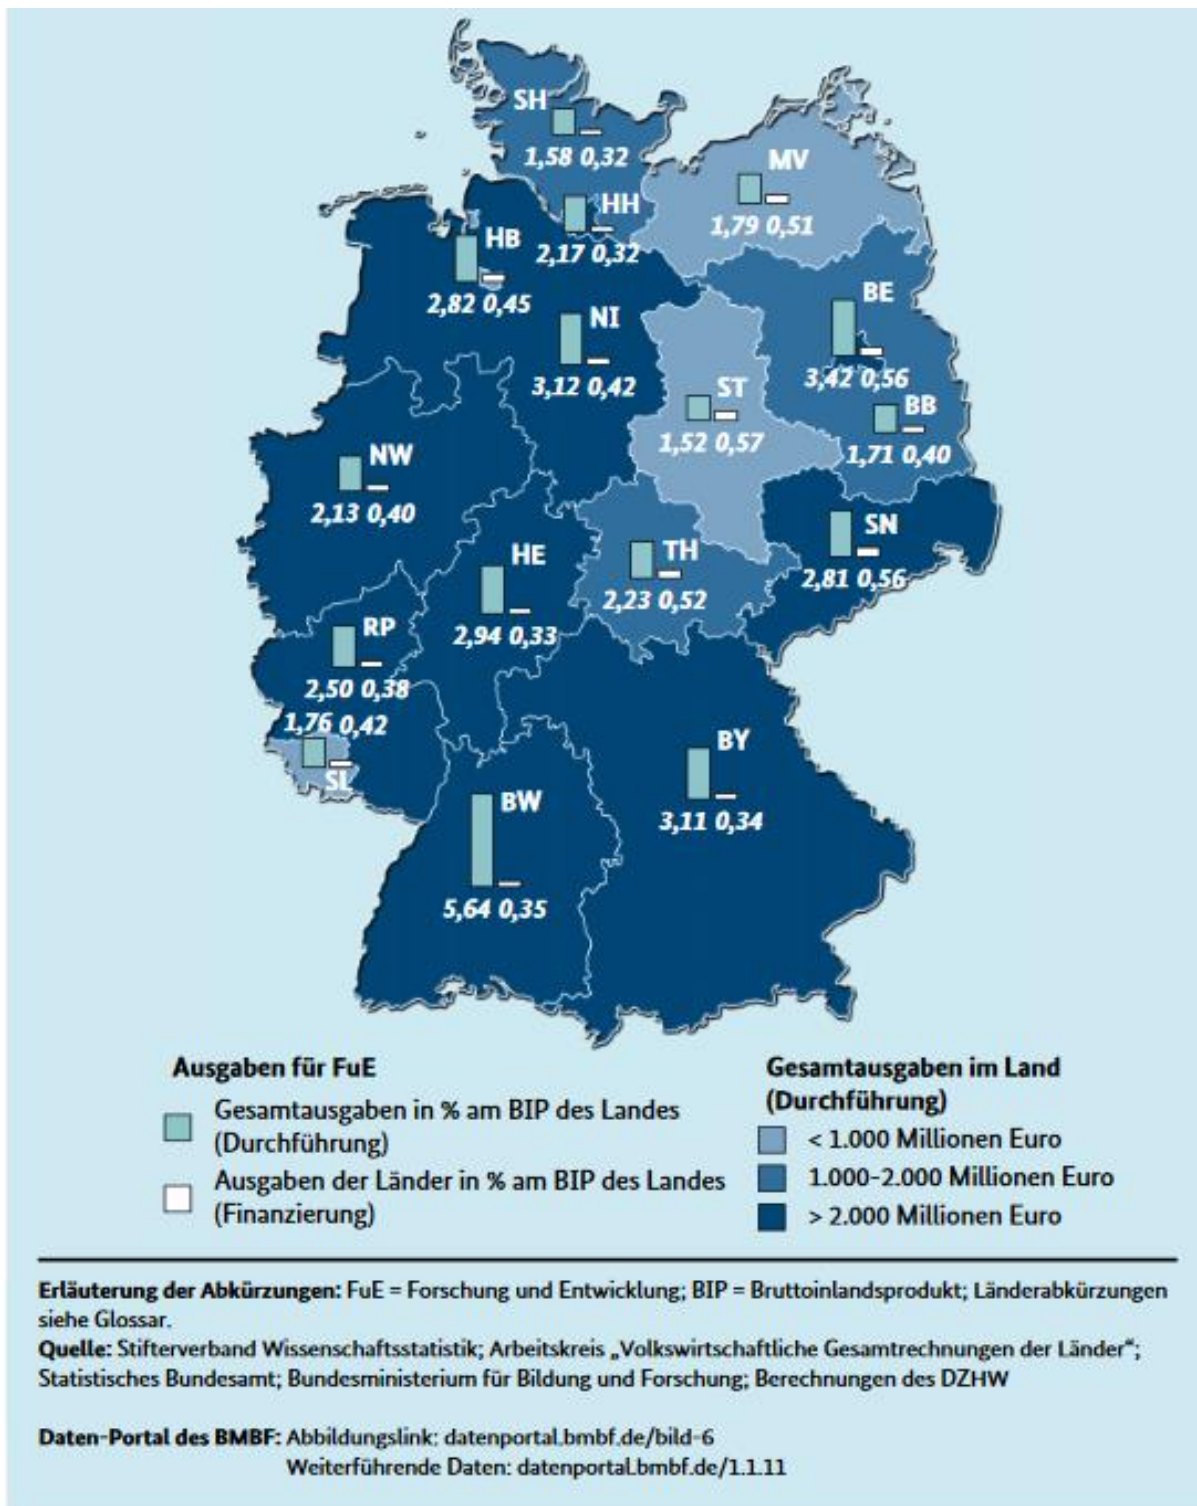 SH
1,58 0,32
MV
1,79 0,51
HH
2,17 0,32
HB
2,82 0,45
NI
3,12 0,42
BE
3,42 0,56
ST
1,52 0,57
BB
1,71 0,40
NW
2,13 0,40
SN
2,81 0,56
HE
2,94 0,33
TH
2,23 0,52
RP
2,50 0,38
1,76 0,42
SL
BY
3,11 0,34
BW
5,64 0,35
Ausgaben für FuE
Gesamtausgaben in % am BIP des Landes
(Durchführung)
Ausgaben der Länder in % am BIP des Landes
(Finanzierung)
Gesamtausgaben im Land
(Durchführung)
< 1.000 Millionen Euro
1.000–2.000 Millionen Euro
> 2.000 Millionen Euro
Erläuterung der Abkürzungen: FuE = Forschung und Entwicklung; BIP = Bruttoinlandsprodukt; Länderabkürzungen
siehe Glossar.
Quelle: Stifterverband Wissenschaftsstatistik; Arbeitskreis „Volkswirtschaftliche Gesamtrechnungen der Länder“;
Statistisches Bundesamt; Bundesministerium für Bildung und Forschung; Berechnungen des DZHW
Daten-Portal des BMBF: Abbildungslink: datenportal.bmbf.de/bild-6
Weiterführende Daten: datenportal.bmbf.de/1.1.11